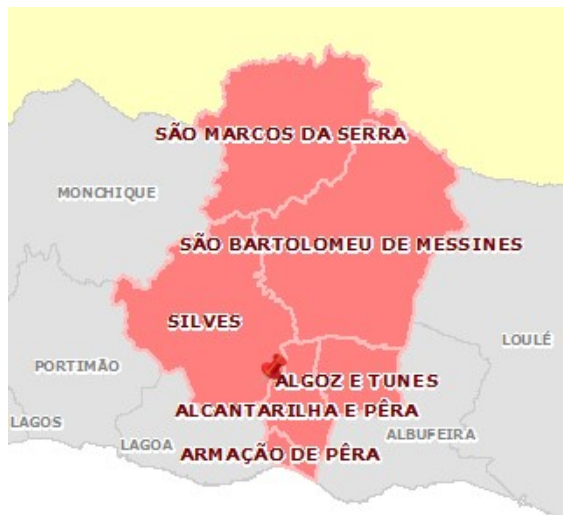 SÃO MARCOS DA SERRA
MONCHIQUE
SÃO BARTOLOMEU DE MESSINES
SILVES
LOULÉ
PORTIMÃO
ALGOZ E TUNES
ALCANTARILHA E PÊRA
LAGOS
ALBUFEIRA
LAGOA
ARMAÇÃO DE PÊRA